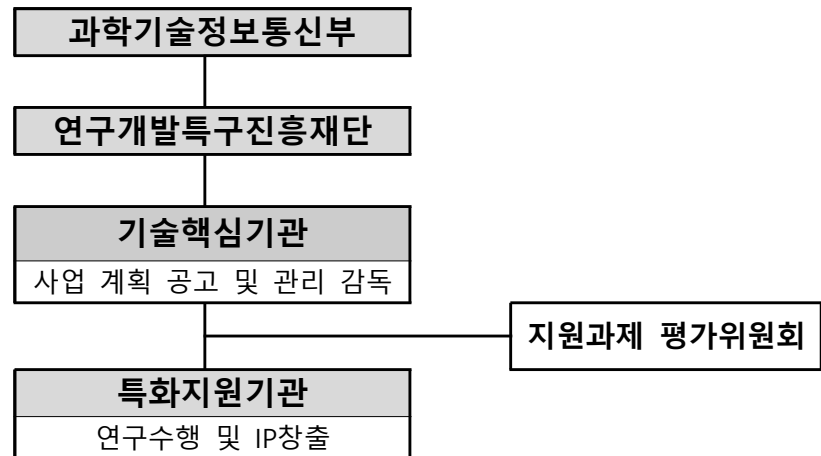 과학기술정보통신부
연구개발특구진흥재단
기술핵심기관
사업 계획 공고 및 관리 감독
지원과제 평가위원회
특화지원기관
연구수행 및 IP창출